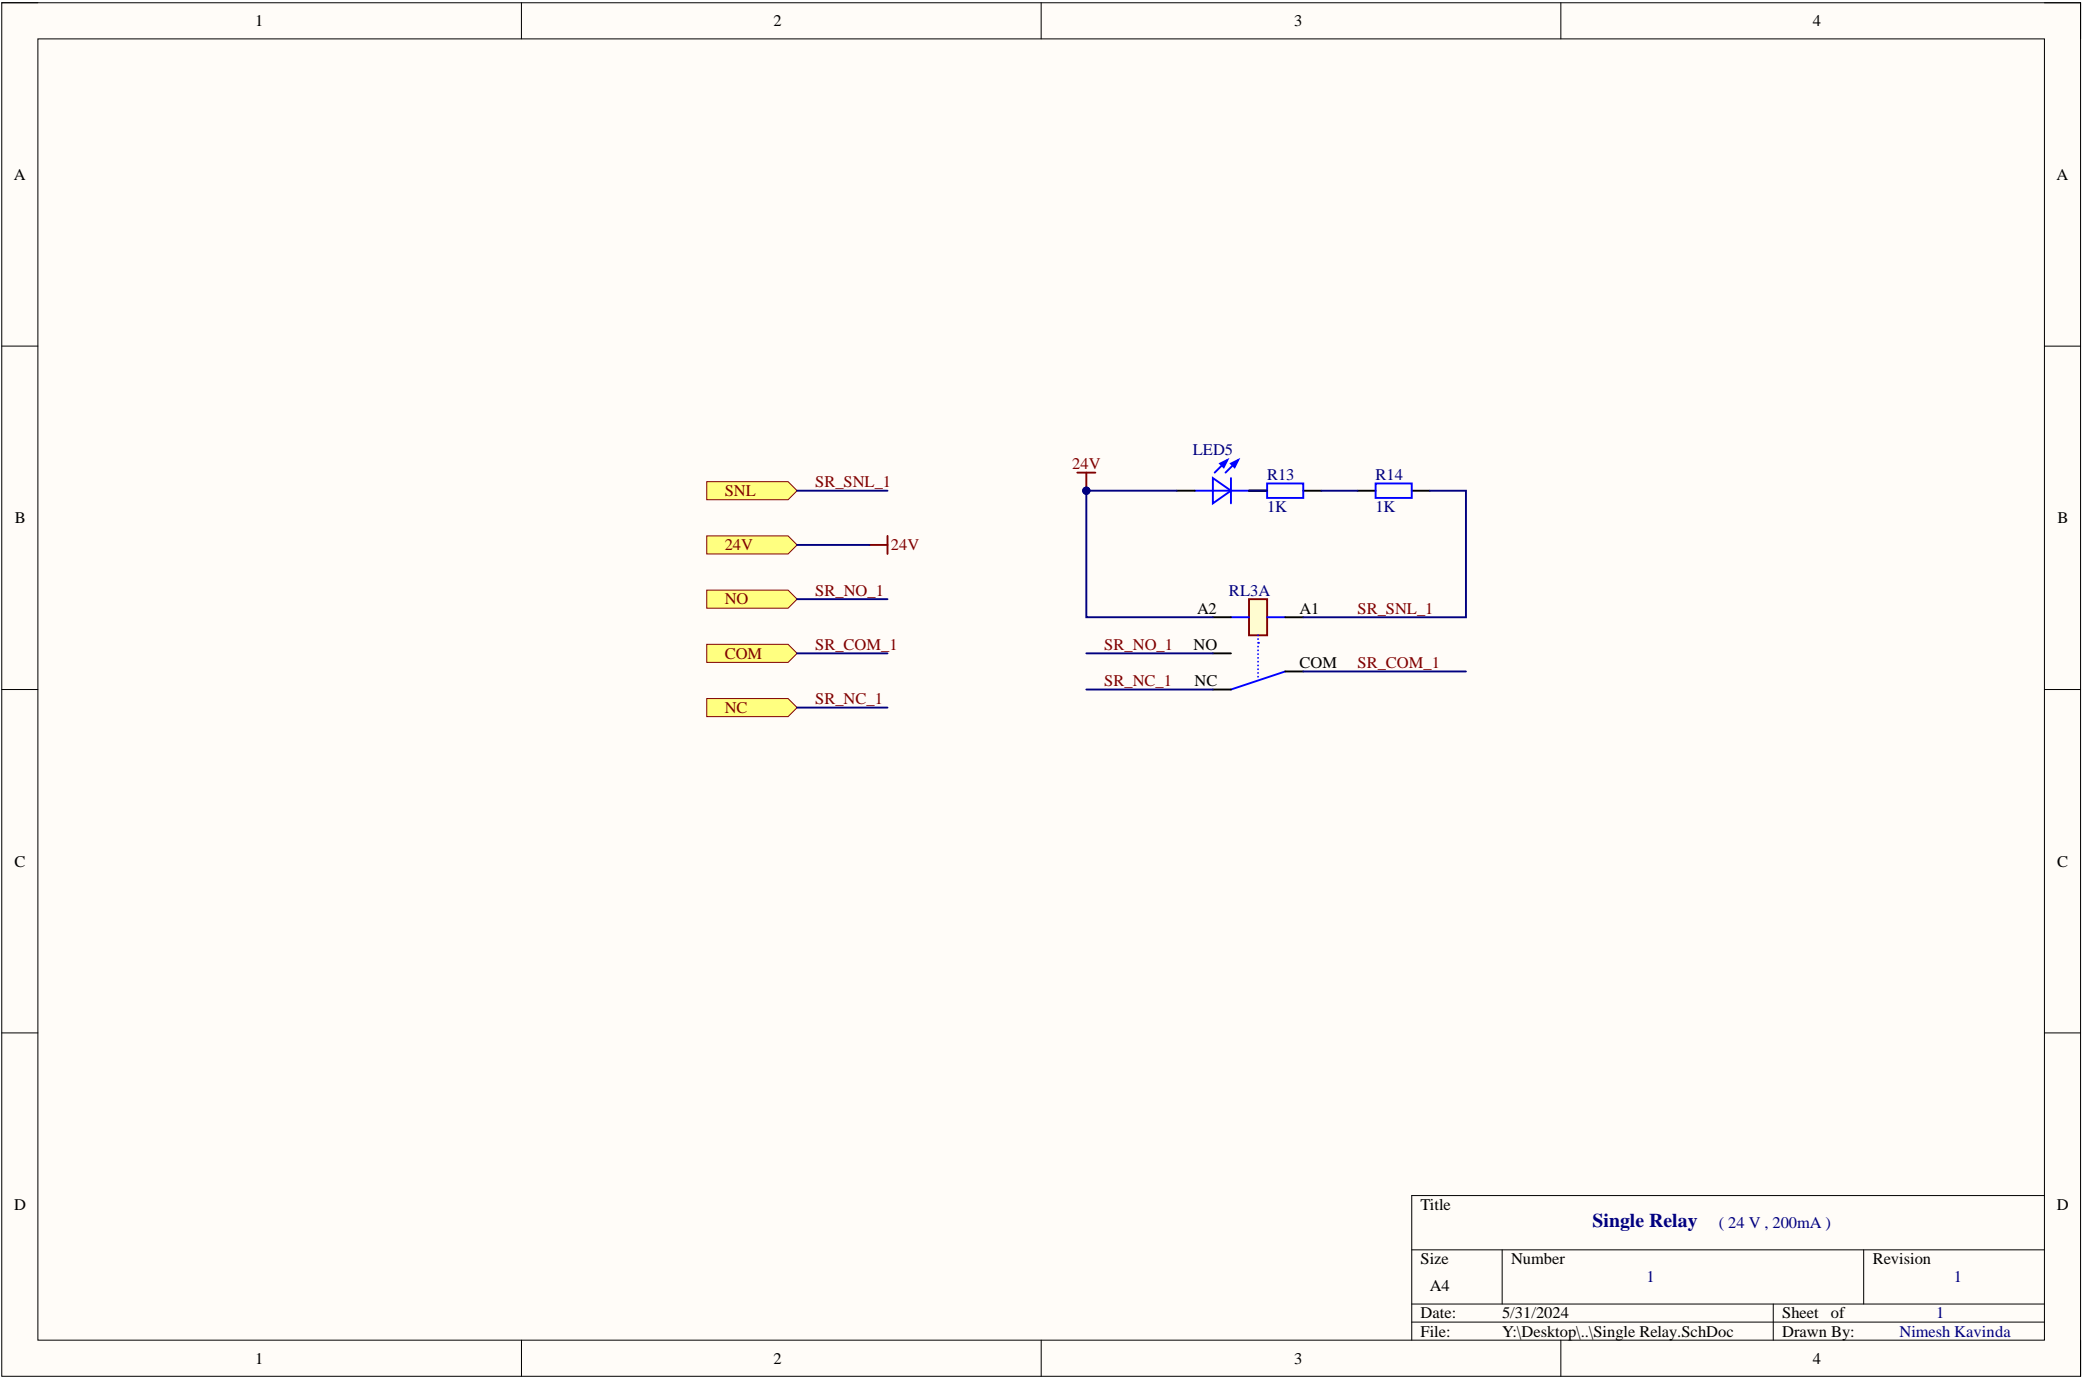 1 2 3 4
A A
LED5
24V
R13 R14
SNL SR_SNL_1
1K 1K
B B
24V 24V
RL3A
NO SR_NO_1
A2 A1 SR_SNL_1
COM SR_COM_1
SR_NO_1 NO
COM SR_COM_1
SR_NC_1 NC
NC SR_NC_1
C C
D D
Title
Single Relay ( 24 V , 200mA )
Size Number Revision
A4 1 1
Date: 5/31/2024 Sheet of 1
File: Y:\Desktop\..\Single Relay.SchDoc Drawn By: Nimesh Kavinda
1 2 3 4